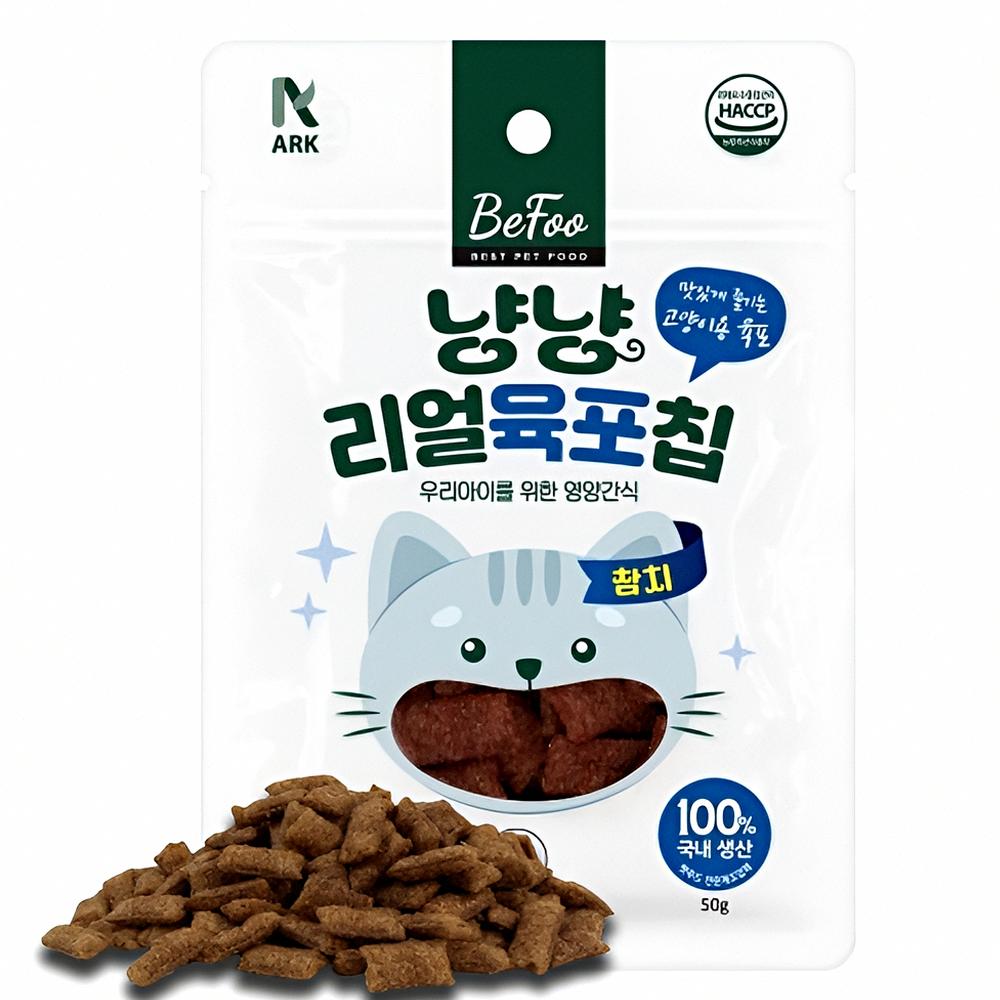 ARK
HACCP
BeFoo
BEST PET FOOD
냥냥
맛있게 즐기는
고양이용 육포
리얼육포칩
우리아이를 위한 영양간식
참치
100%
국내 생산
50g